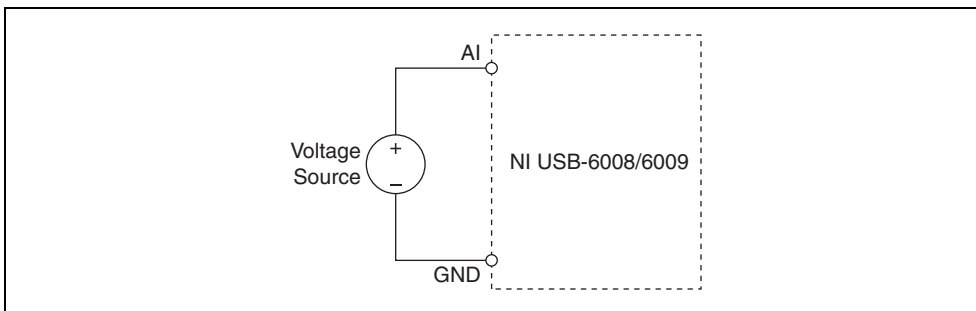 AI
+
Voltage
Source
–
NI USB-6008/6009
GND